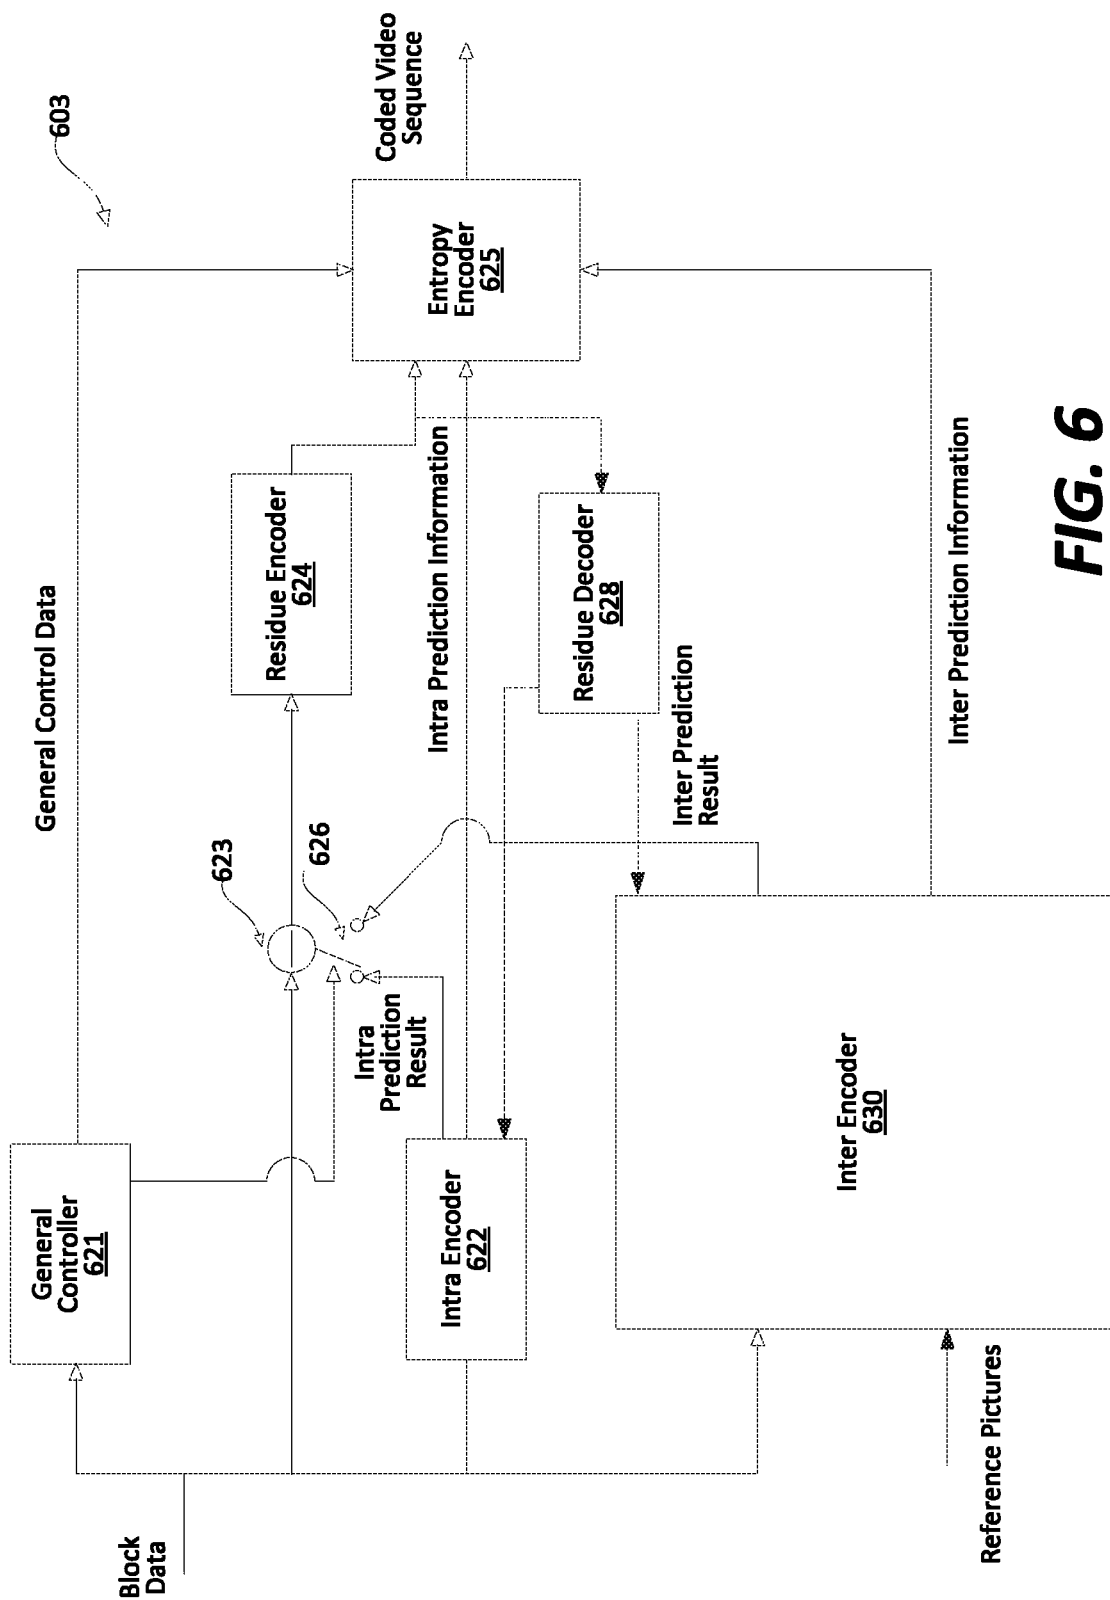 603
General Control Data
Coded Video
Sequence
General
Controller
621
623
626
Residue Encoder
624
Entropy
Encoder
625
Block
Data
Intra
Prediction
Result
Intra Prediction Information
Intra Encoder
622
Residue Decoder
628
Inter Prediction
Result
Inter Encoder
630
Reference Pictures
Inter Prediction Information
FIG. 6